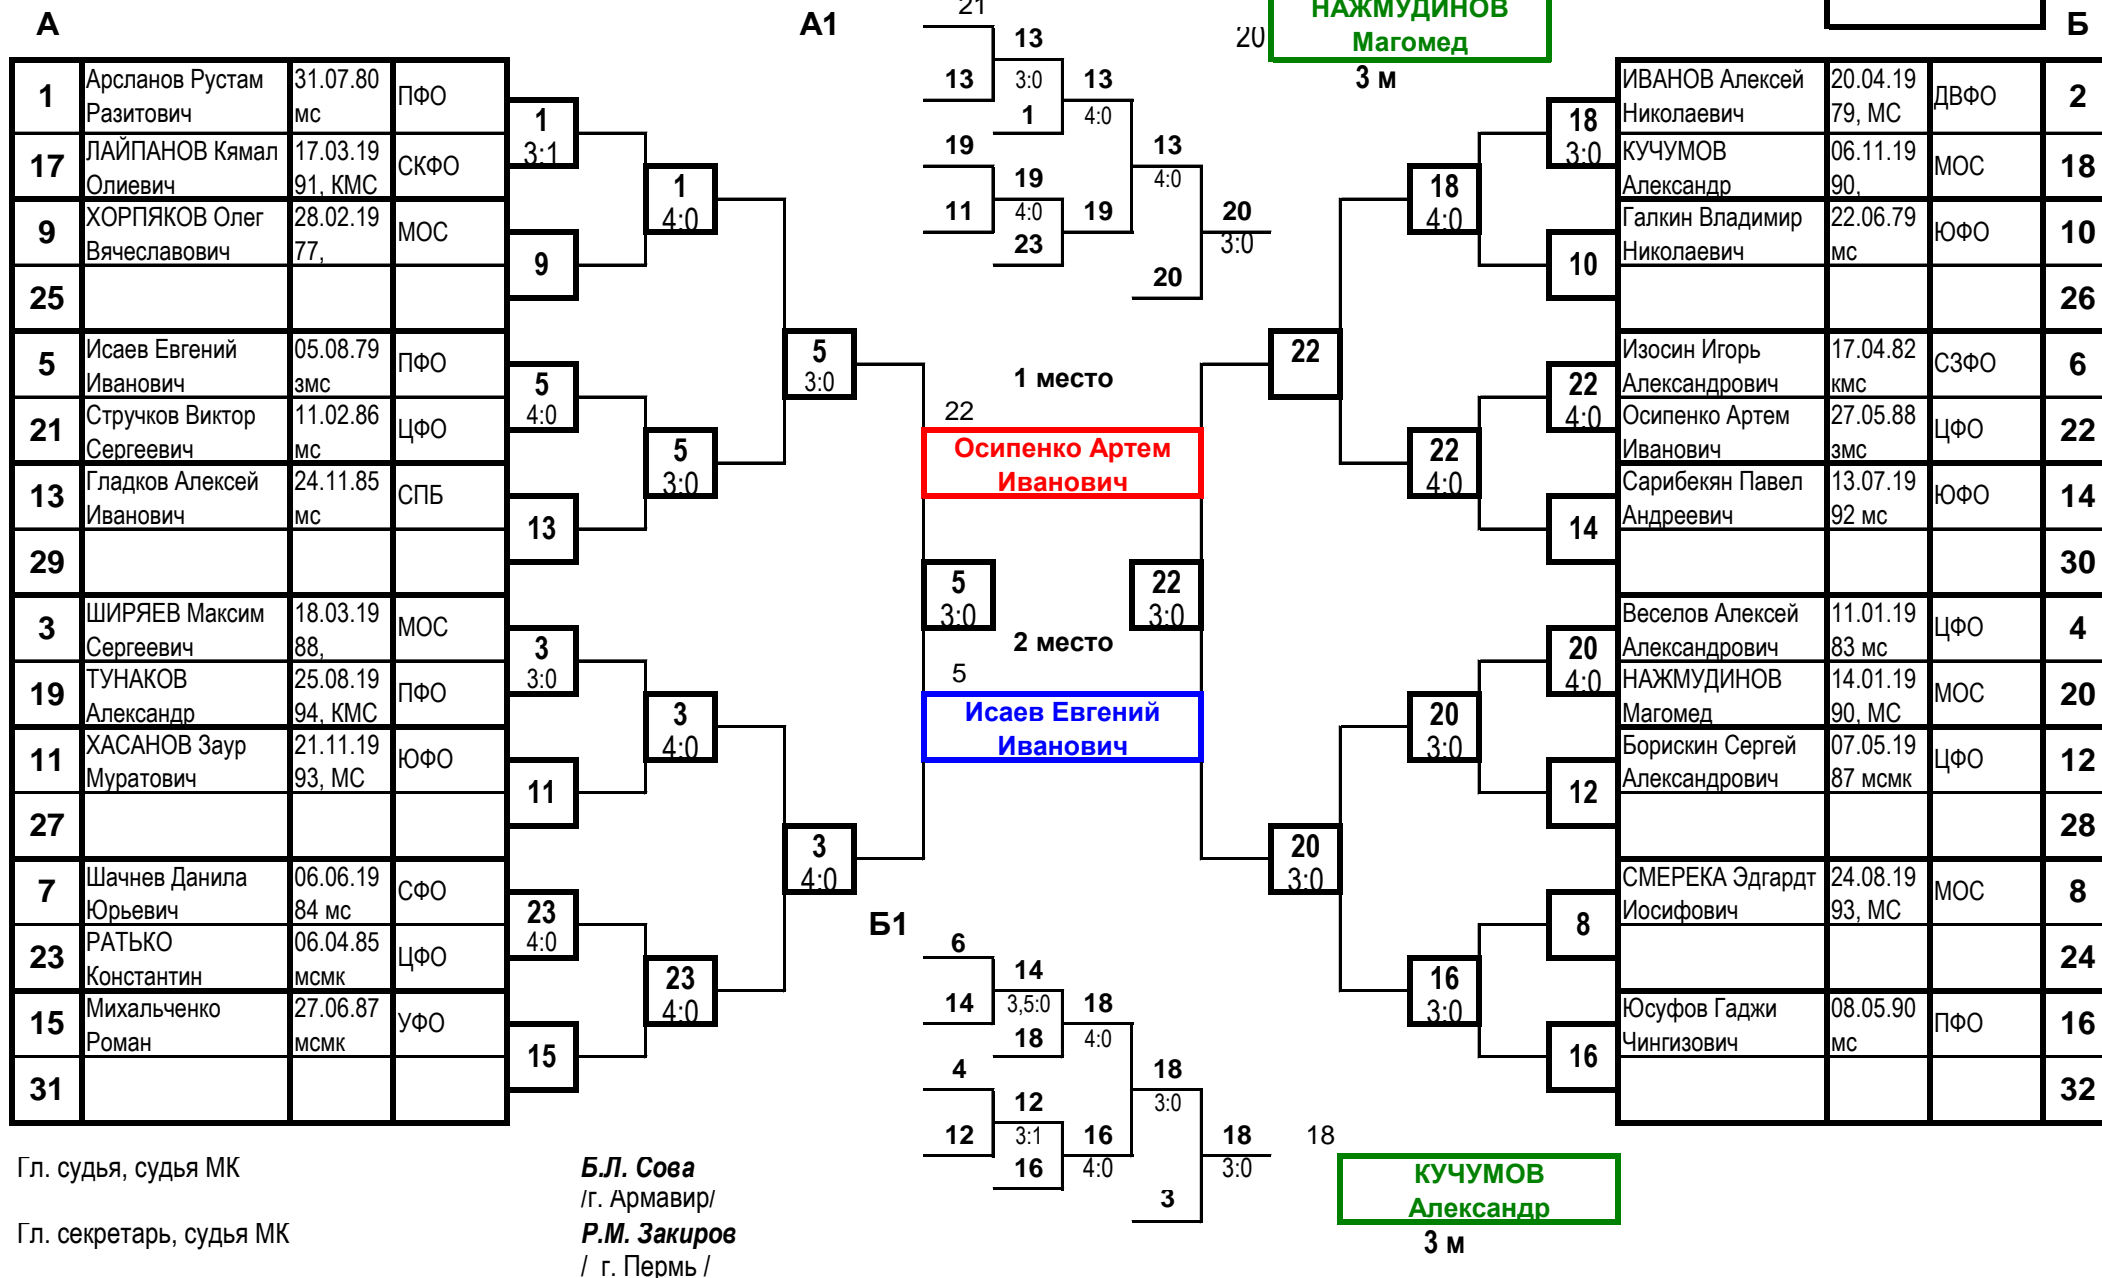 А
А1
Б
21
13
13
3:0
1
13
4:0
19
11
19
4:0
23
19
13
4:0
20
20
3:0
20
НАЖМУДИНОВ
Магомед
3 м
1
Арсланов Рустам
Разитович
31.07.80
мс
ПФО
17
ЛАЙПАНОВ Кямал
Олиевич
17.03.19
91, КМС
СКФО
9
ХОРПЯКОВ Олег
Вячеславович
28.02.19
77,
МОС
25
5
Исаев Евгений
Иванович
05.08.79
змс
ПФО
21
Стручков Виктор
Сергеевич
11.02.86
мс
ЦФО
13
Гладков Алексей
Иванович
24.11.85
мс
СПБ
29
3
ШИРЯЕВ Максим
Сергеевич
18.03.19
88,
МОС
19
ТУНАКОВ
Александр
25.08.19
94, КМС
ПФО
11
ХАСАНОВ Заур
Муратович
21.11.19
93, МС
ЮФО
27
7
Шачнев Данила
Юрьевич
06.06.19
84 мс
СФО
23
РАТЬКО
Константин
06.04.85
мсмк
ЦФО
15
Михальченко
Роман
27.06.87
мсмк
УФО
31
1
3:1
9
5
4:0
13
3
3:0
11
23
4:0
15
1
4:0
5
3:0
3
4:0
23
4:0
5
3:0
3
4:0
1 место
22
Осипенко Артем
Иванович
5
3:0
22
3:0
2 место
5
Исаев Евгений
Иванович
22
20
3:0
18
4:0
22
4:0
20
3:0
16
3:0
18
3:0
10
22
4:0
14
20
4:0
12
8
16
ИВАНОВ Алексей
Николаевич
20.04.19
79, МС
ДВФО
2
КУЧУМОВ
Александр
06.11.19
90,
МОС
18
Галкин Владимир
Николаевич
22.06.79
мс
ЮФО
10
26
Изосин Игорь
Александрович
17.04.82
кмс
СЗФО
6
Осипенко Артем
Иванович
27.05.88
змс
ЦФО
22
Сарибекян Павел
Андреевич
13.07.19
92 мс
ЮФО
14
30
Веселов Алексей
Александрович
11.01.19
83 мс
ЦФО
4
НАЖМУДИНОВ
Магомед
14.01.19
90, МС
МОС
20
Борискин Сергей
Александрович
07.05.19
87 мсмк
ЦФО
12
28
СМЕРЕКА Эдгардт
Иосифович
24.08.19
93, МС
МОС
8
24
Юсуфов Гаджи
Чингизович
08.05.90
мс
ПФО
16
32
Б1
6
14
14
3,5:0
18
18
4:0
4
12
12
3:1
16
16
4:0
18
3:0
3
18
3:0
18
КУЧУМОВ
Александр
3 м
Гл. судья, судья МК
Б.Л. Сова
/г. Армавир/
Гл. секретарь, судья МК
Р.М. Закиров
/ г. Пермь /